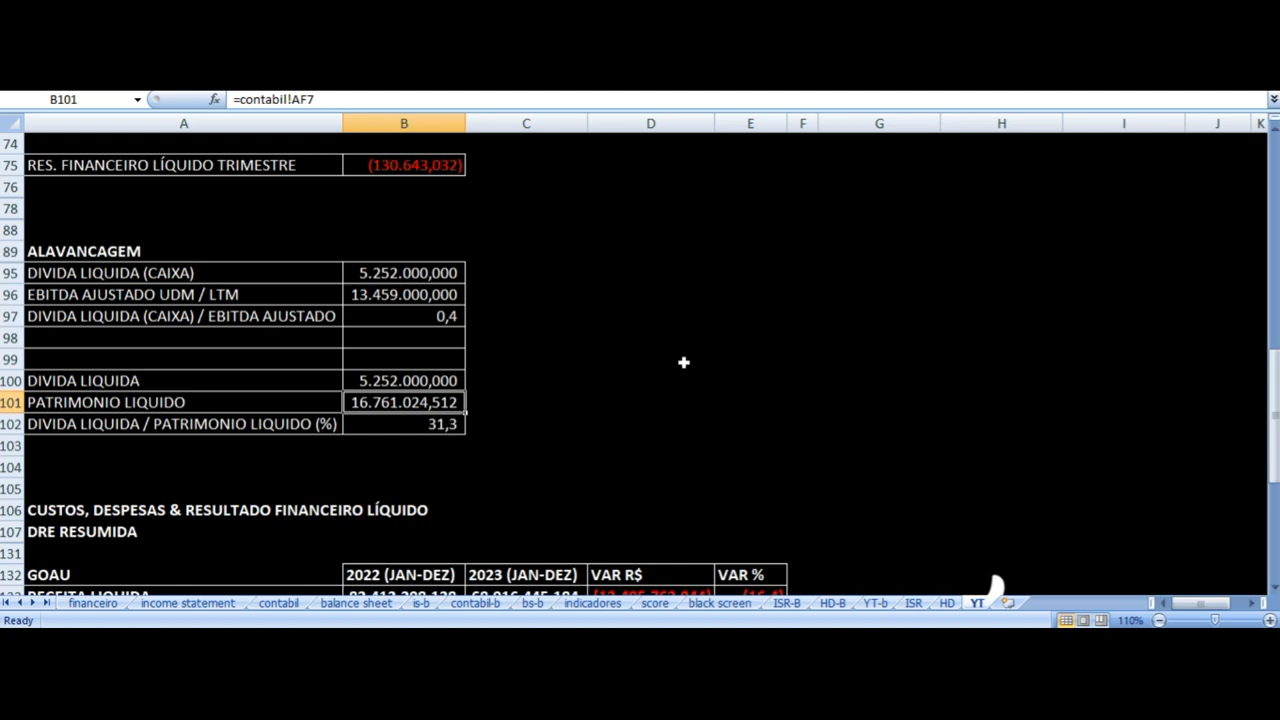 B101 fx =contabil!AF7
A B C D E F G H I J K
74
75 RES. FINANCEIRO LÍQUIDO TRIMESTRE (130.643,032)
76
78
88
89 ALAVANCAGEM
95 DIVIDA LIQUIDA (CAIXA) 5.252.000,000
96 EBITDA AJUSTADO UDM / LTM 13.459.000,000
97 DIVIDA LIQUIDA (CAIXA) / EBITDA AJUSTADO 0,4
98
99
100 DIVIDA LIQUIDA 5.252.000,000
101 PATRIMONIO LIQUIDO 16.761.024,512
102 DIVIDA LIQUIDA / PATRIMONIO LIQUIDO (%) 31,3
103
104
105
106 CUSTOS, DESPESAS & RESULTADO FINANCEIRO LÍQUIDO
107 DRE RESUMIDA
131
132 GOAU 2022 (JAN-DEZ) 2023 (JAN-DEZ) VAR R$ VAR %
RECEITA LIQUIDA
financeiro income statement contabil balance sheet is-b contabil-b bs-b indicadores score black screen ISR-B HD-B YT-b ISR HD YT
Ready 110%